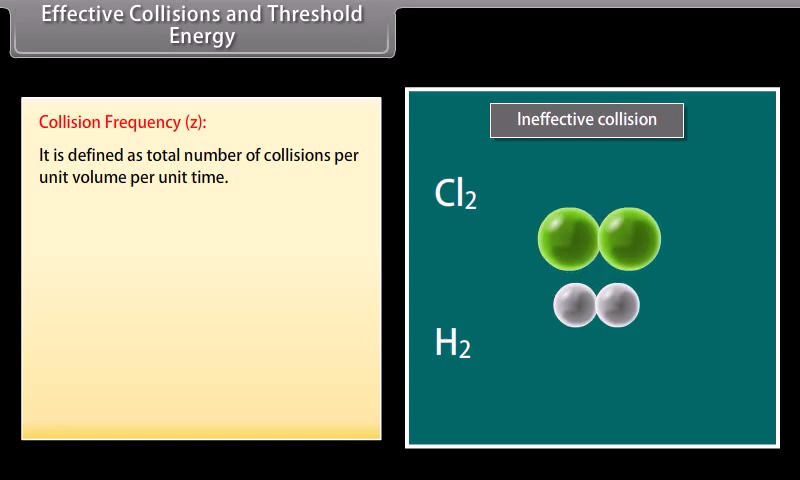 Effective Collisions and Threshold
Energy
Collision Frequency (z):
It is defined as total number of collisions per
unit volume per unit time.
Ineffective collision
Cl₂
H₂